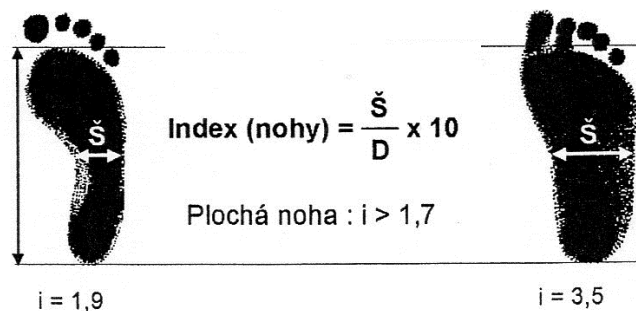 Š
Index (nohy) = Š / D x 10
Š
Plochá noha : i > 1,7
i = 1,9
i = 3,5